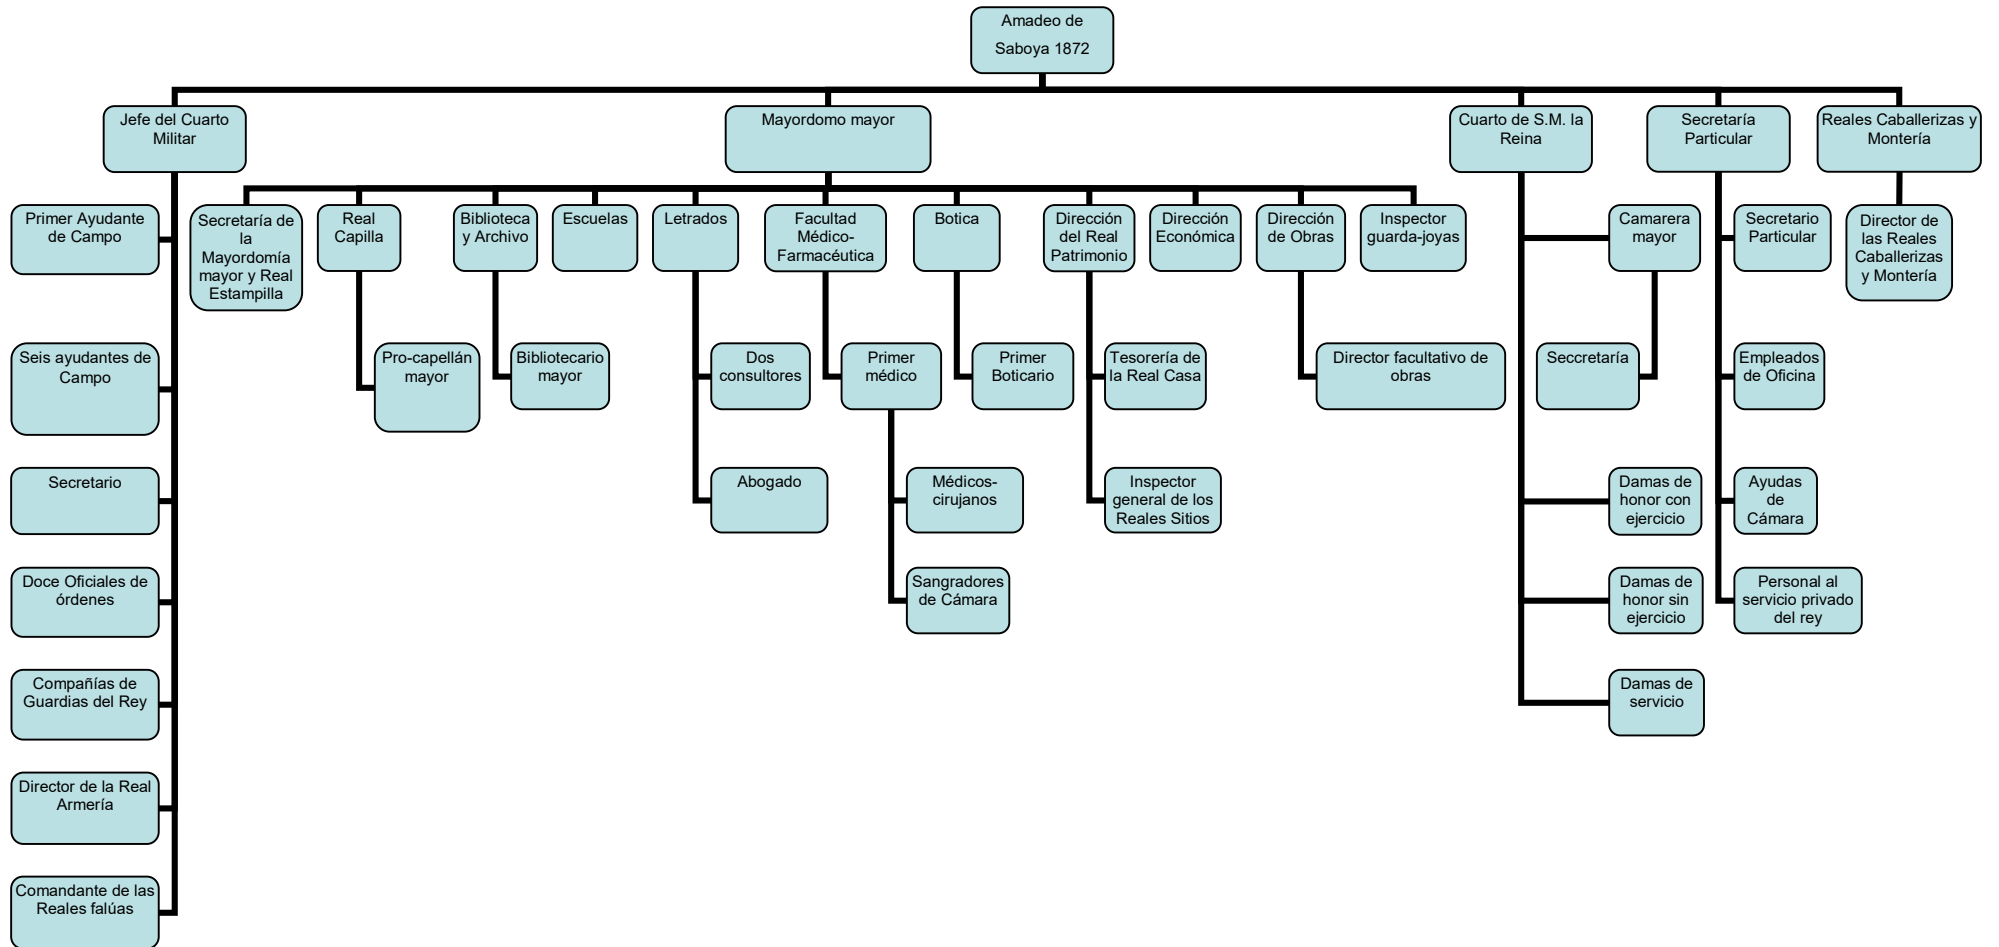 Amadeo de
Saboya 1872
Jefe del Cuarto
Militar
Mayordomo mayor
Cuarto de S.M. la
Reina
Secretaría
Particular
Reales Caballerizas y
Montería
Primer Ayudante
de Campo
Secretaría de
la
Mayordomía
mayor y Real
Estampilla
Real
Capilla
Biblioteca
y Archivo
Escuelas
Letrados
Facultad
Médico-
Farmacéutica
Botica
Dirección
del Real
Patrimonio
Dirección
Económica
Dirección
de Obras
Inspector
guarda-joyas
Camarera
mayor
Secretario
Particular
Director de
las Reales
Caballerizas
y Montería
Seis ayudantes de
Campo
Pro-capellán
mayor
Bibliotecario
mayor
Dos
consultores
Primer
médico
Primer
Boticario
Tesorería de
la Real Casa
Director facultativo de
obras
Seccretaría
Empleados
de Oficina
Secretario
Abogado
Médicos-
cirujanos
Inspector
general de los
Reales Sitios
Damas de
honor con
ejercicio
Ayudas
de
Cámara
Doce Oficiales de
órdenes
Sangradores
de Cámara
Damas de
honor sin
ejercicio
Personal al
servicio privado
del rey
Compañías de
Guardias del Rey
Damas de
servicio
Director de la Real
Armería
Comandante de las
Reales falúas